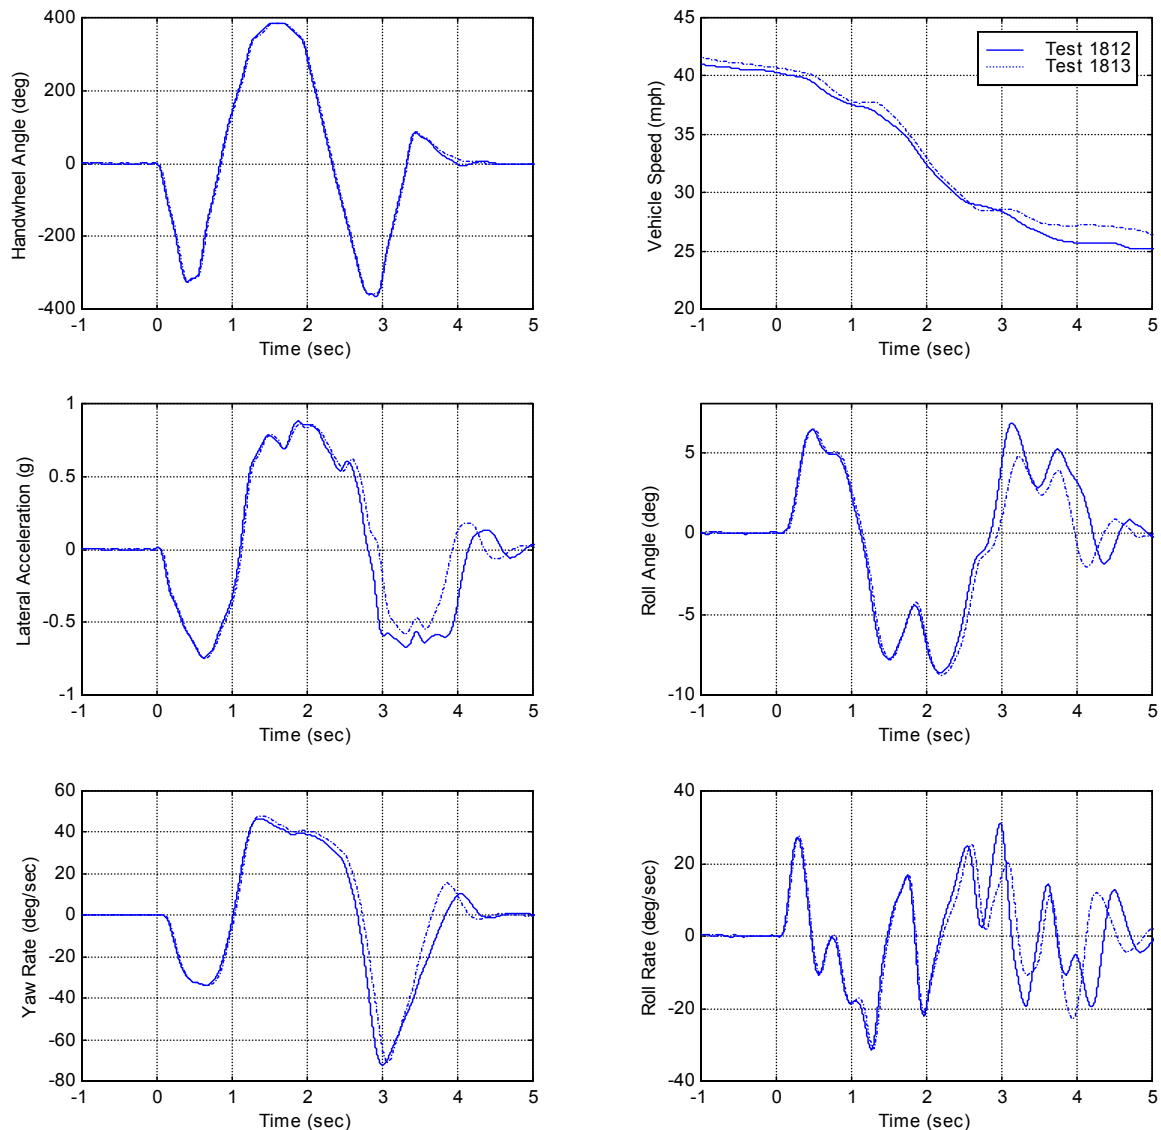 400
200
0
-200
-400
Handwheel Angle (deg)
-1 0 1 2 3 4 5
Time (sec)
45
40
35
30
25
20
Vehicle Speed (mph)
Test 1812
Test 1813
-1 0 1 2 3 4 5
Time (sec)
1
0.5
0
-0.5
-1
Lateral Acceleration (g)
-1 0 1 2 3 4 5
Time (sec)
5
0
-5
-10
Roll Angle (deg)
-1 0 1 2 3 4 5
Time (sec)
60
40
20
0
-20
-40
-60
-80
Yaw Rate (deg/sec)
-1 0 1 2 3 4 5
Time (sec)
40
20
0
-20
-40
Roll Rate (deg/sec)
-1 0 1 2 3 4 5
Time (sec)